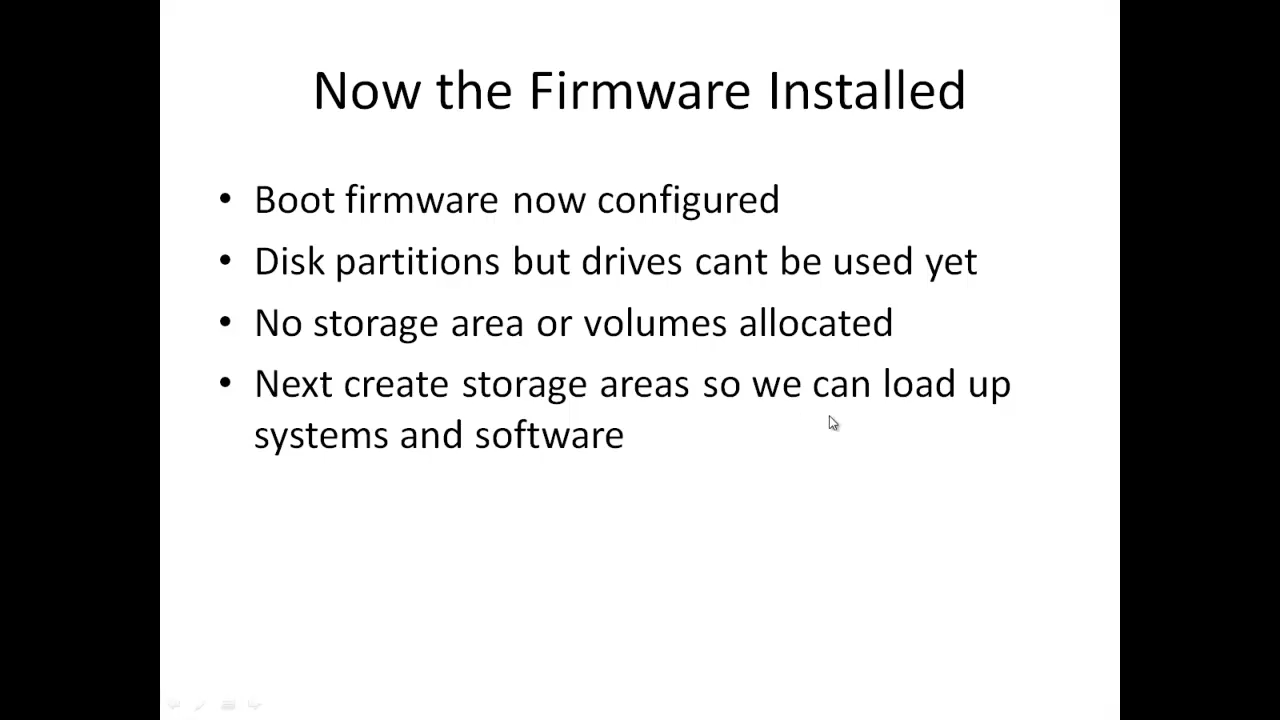 Now the Firmware Installed
• Boot firmware now configured
• Disk partitions but drives cant be used yet
• No storage area or volumes allocated
• Next create storage areas so we can load up
systems and software